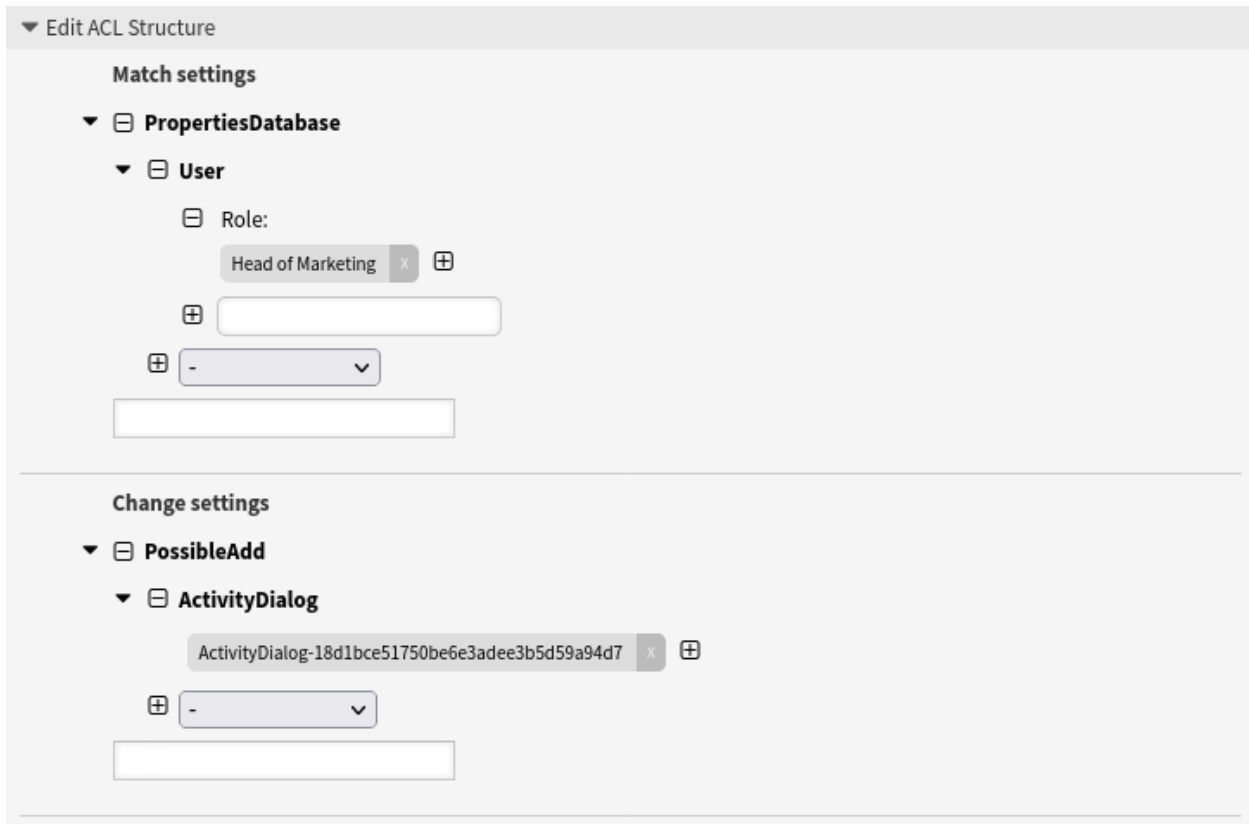 Edit ACL Structure
Match settings
PropertiesDatabase
User
Role:
Head of Marketing x
-
Change settings
PossibleAdd
ActivityDialog
ActivityDialog-18d1bce51750be6e3adee3b5d59a94d7 x
-